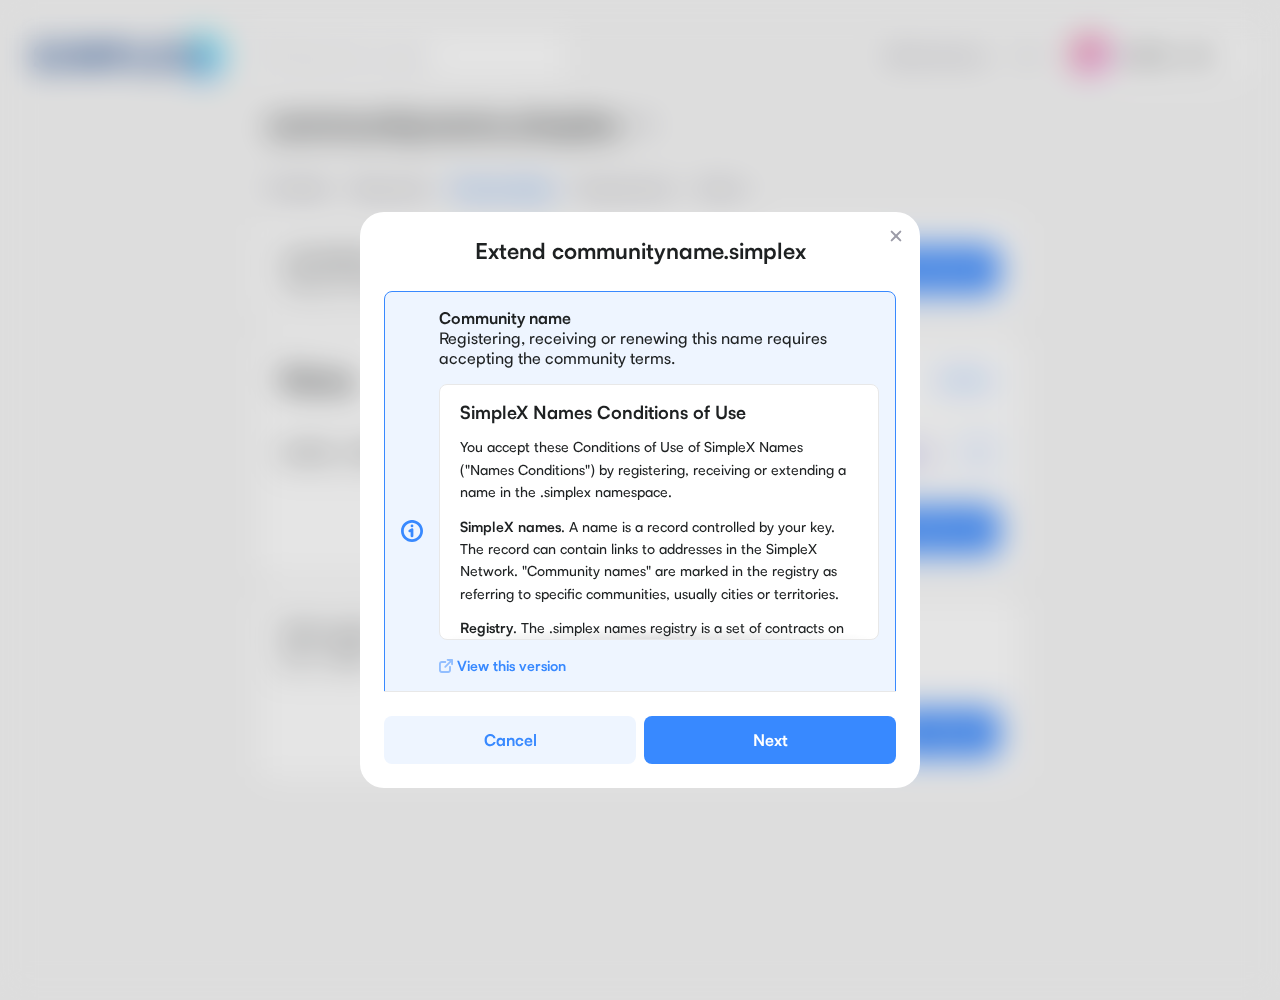 Extend communityname.simplex
Community name
Registering, receiving or renewing this name requires
accepting the community terms.
SimpleX Names Conditions of Use
You accept these Conditions of Use of SimpleX Names
("Names Conditions") by registering, receiving or extending a
name in the .simplex namespace.
SimpleX names. A name is a record controlled by your key.
The record can contain links to addresses in the SimpleX
Network. "Community names" are marked in the registry as
referring to specific communities, usually cities or territories.
Registry. The .simplex names registry is a set of contracts on
View this version
Cancel
Next